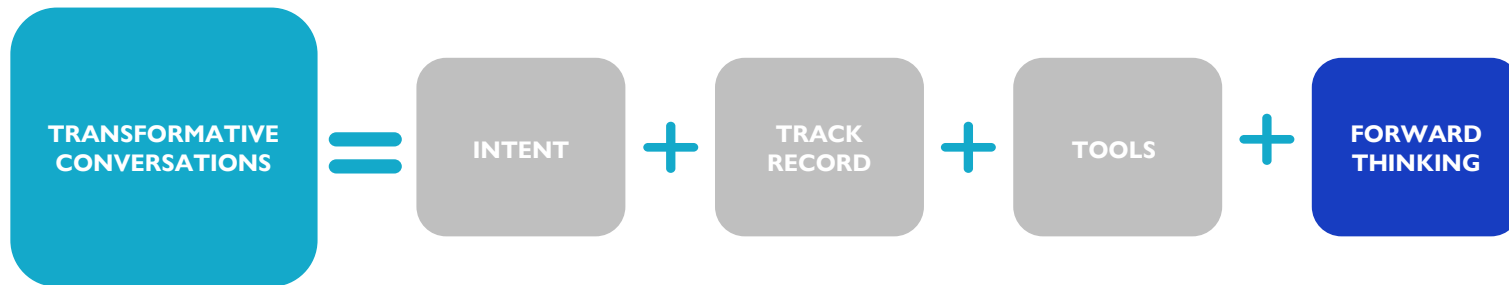 TRANSFORMATIVE
CONVERSATIONS
=
INTENT
+
TRACK
RECORD
+
TOOLS
+
FORWARD
THINKING